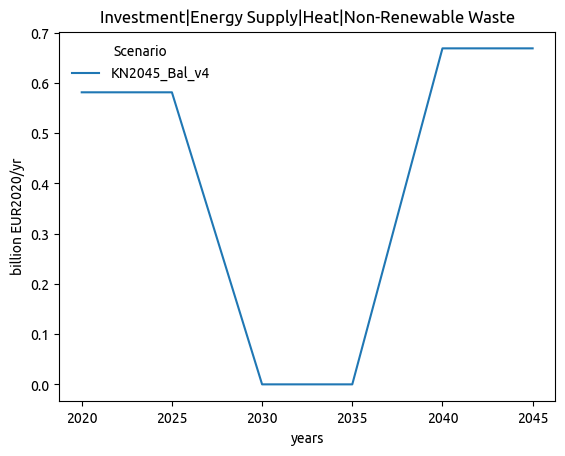 Investment|Energy Supply|Heat|Non-Renewable Waste
Scenario
KN2045_Bal_v4
billion EUR2020/yr
0.7
0.6
0.5
0.4
0.3
0.2
0.1
0.0
2020 2025 2030 2035 2040 2045
years